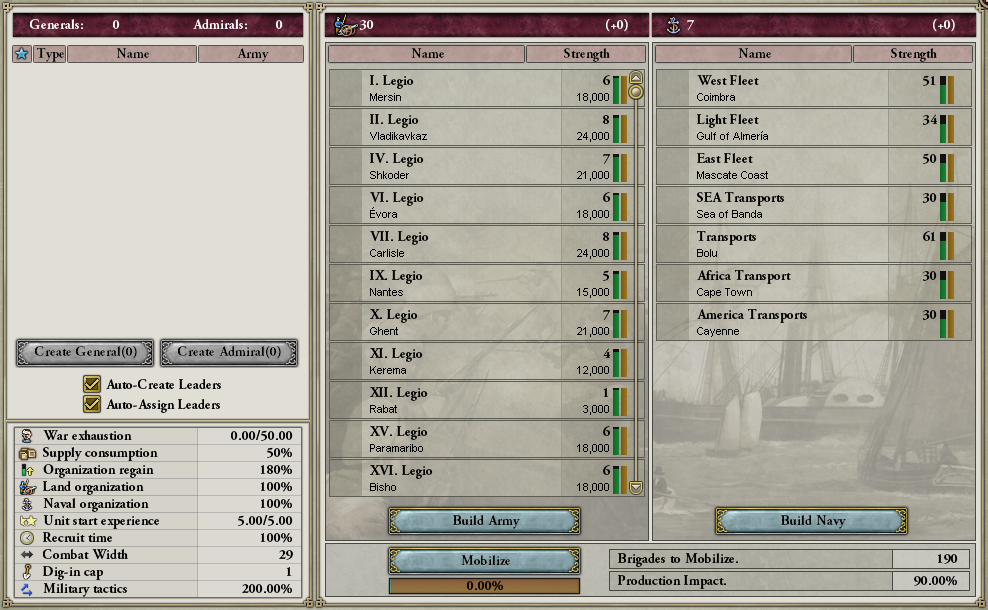 Generals: 0 Admirals: 0
Type Name Army
Create General(0) Create Admiral(0)
Auto-Create Leaders
Auto-Assign Leaders
War exhaustion 0.00/50.00
Supply consumption 50%
Organization regain 180%
Land organization 100%
Naval organization 100%
Unit start experience 5.00/5.00
Recruit time 100%
Combat Width 29
Dig-in cap 1
Military tactics 200.00%
30 (+0)
Name Strength
I. Legio 6
Mersin 18,000
II. Legio 8
Vladikavkaz 24,000
IV. Legio 7
Shkoder 21,000
VI. Legio 6
Évora 18,000
VII. Legio 8
Carlisle 24,000
IX. Legio 5
Nantes 15,000
X. Legio 7
Ghent 21,000
XI. Legio 4
Kerema 12,000
XII. Legio 1
Rabat 3,000
XV. Legio 6
Paramaribo 18,000
XVI. Legio 6
Bisho 18,000
Build Army
7 (+0)
Name Strength
West Fleet 51
Coimbra
Light Fleet 34
Gulf of Almería
East Fleet 50
Mascate Coast
SEA Transports 30
Sea of Banda
Transports 61
Bolu
Africa Transport 30
Cape Town
America Transports 30
Cayenne
Build Navy
Mobilize
0.00%
Brigades to Mobilize. 190
Production Impact. 90.00%